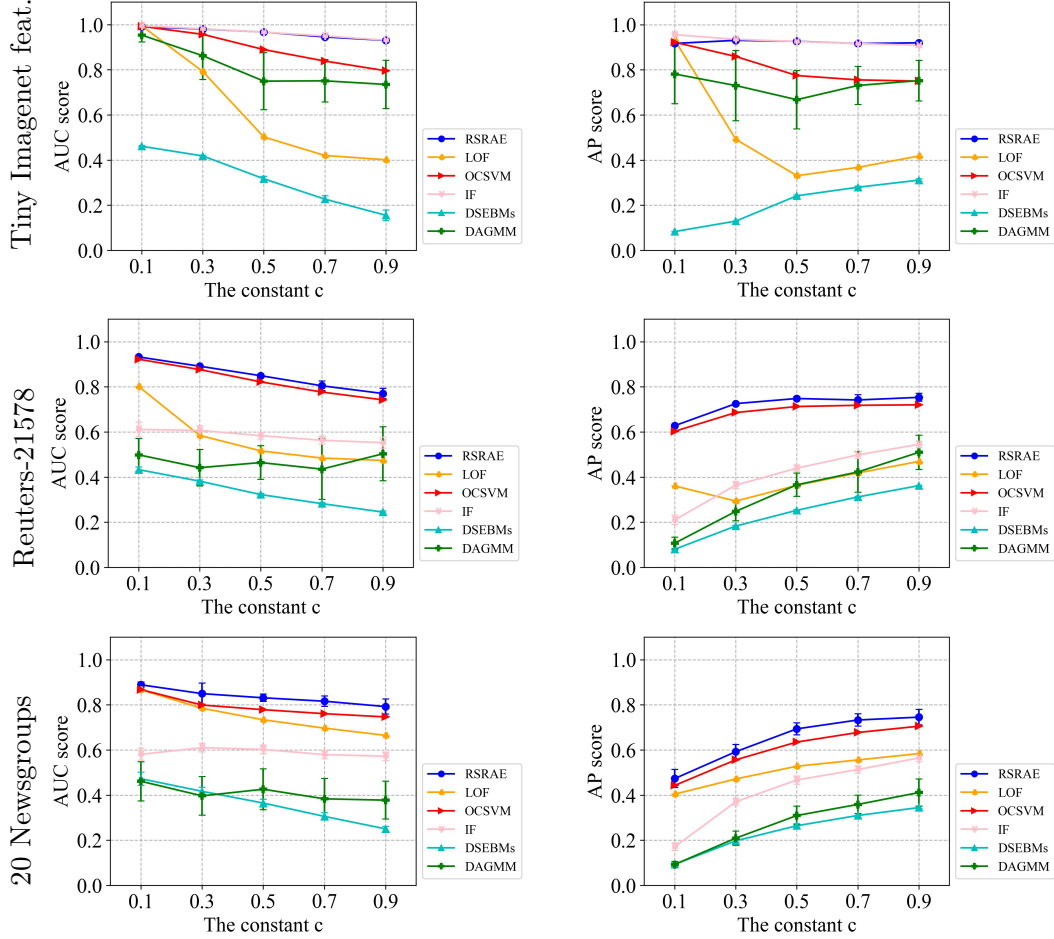 Tiny Imagenet feat.
AUC score
1.0
0.8
0.6
0.4
0.2
0.0
0.1 0.3 0.5 0.7 0.9
The constant c
RSRAE
LOF
OCSVM
IF
DSEBMs
DAGMM
AP score
1.0
0.8
0.6
0.4
0.2
0.0
0.1 0.3 0.5 0.7 0.9
The constant c
RSRAE
LOF
OCSVM
IF
DSEBMs
DAGMM
Reuters-21578
AUC score
1.0
0.8
0.6
0.4
0.2
0.0
0.1 0.3 0.5 0.7 0.9
The constant c
RSRAE
LOF
OCSVM
IF
DSEBMs
DAGMM
AP score
1.0
0.8
0.6
0.4
0.2
0.0
0.1 0.3 0.5 0.7 0.9
The constant c
RSRAE
LOF
OCSVM
IF
DSEBMs
DAGMM
20 Newsgroups
AUC score
1.0
0.8
0.6
0.4
0.2
0.0
0.1 0.3 0.5 0.7 0.9
The constant c
RSRAE
LOF
OCSVM
IF
DSEBMs
DAGMM
AP score
1.0
0.8
0.6
0.4
0.2
0.0
0.1 0.3 0.5 0.7 0.9
The constant c
RSRAE
LOF
OCSVM
IF
DSEBMs
DAGMM